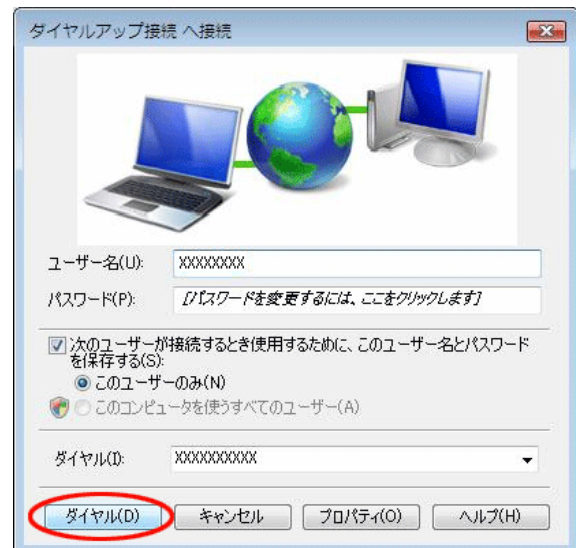 ダイヤルアップ接続 へ接続
ユーザー名(U):
XXXXXXXX
パスワード(P):
[パスワードを変更するには、ここをクリックします]
次のユーザーが接続するとき使用するために、このユーザー名とパスワード
を保存する(S):
このユーザーのみ(N)
このコンピュータを使うすべてのユーザー(A)
ダイヤル(I):
XXXXXXXXXX
ダイヤル(D)
キャンセル
プロパティ(O)
ヘルプ(H)